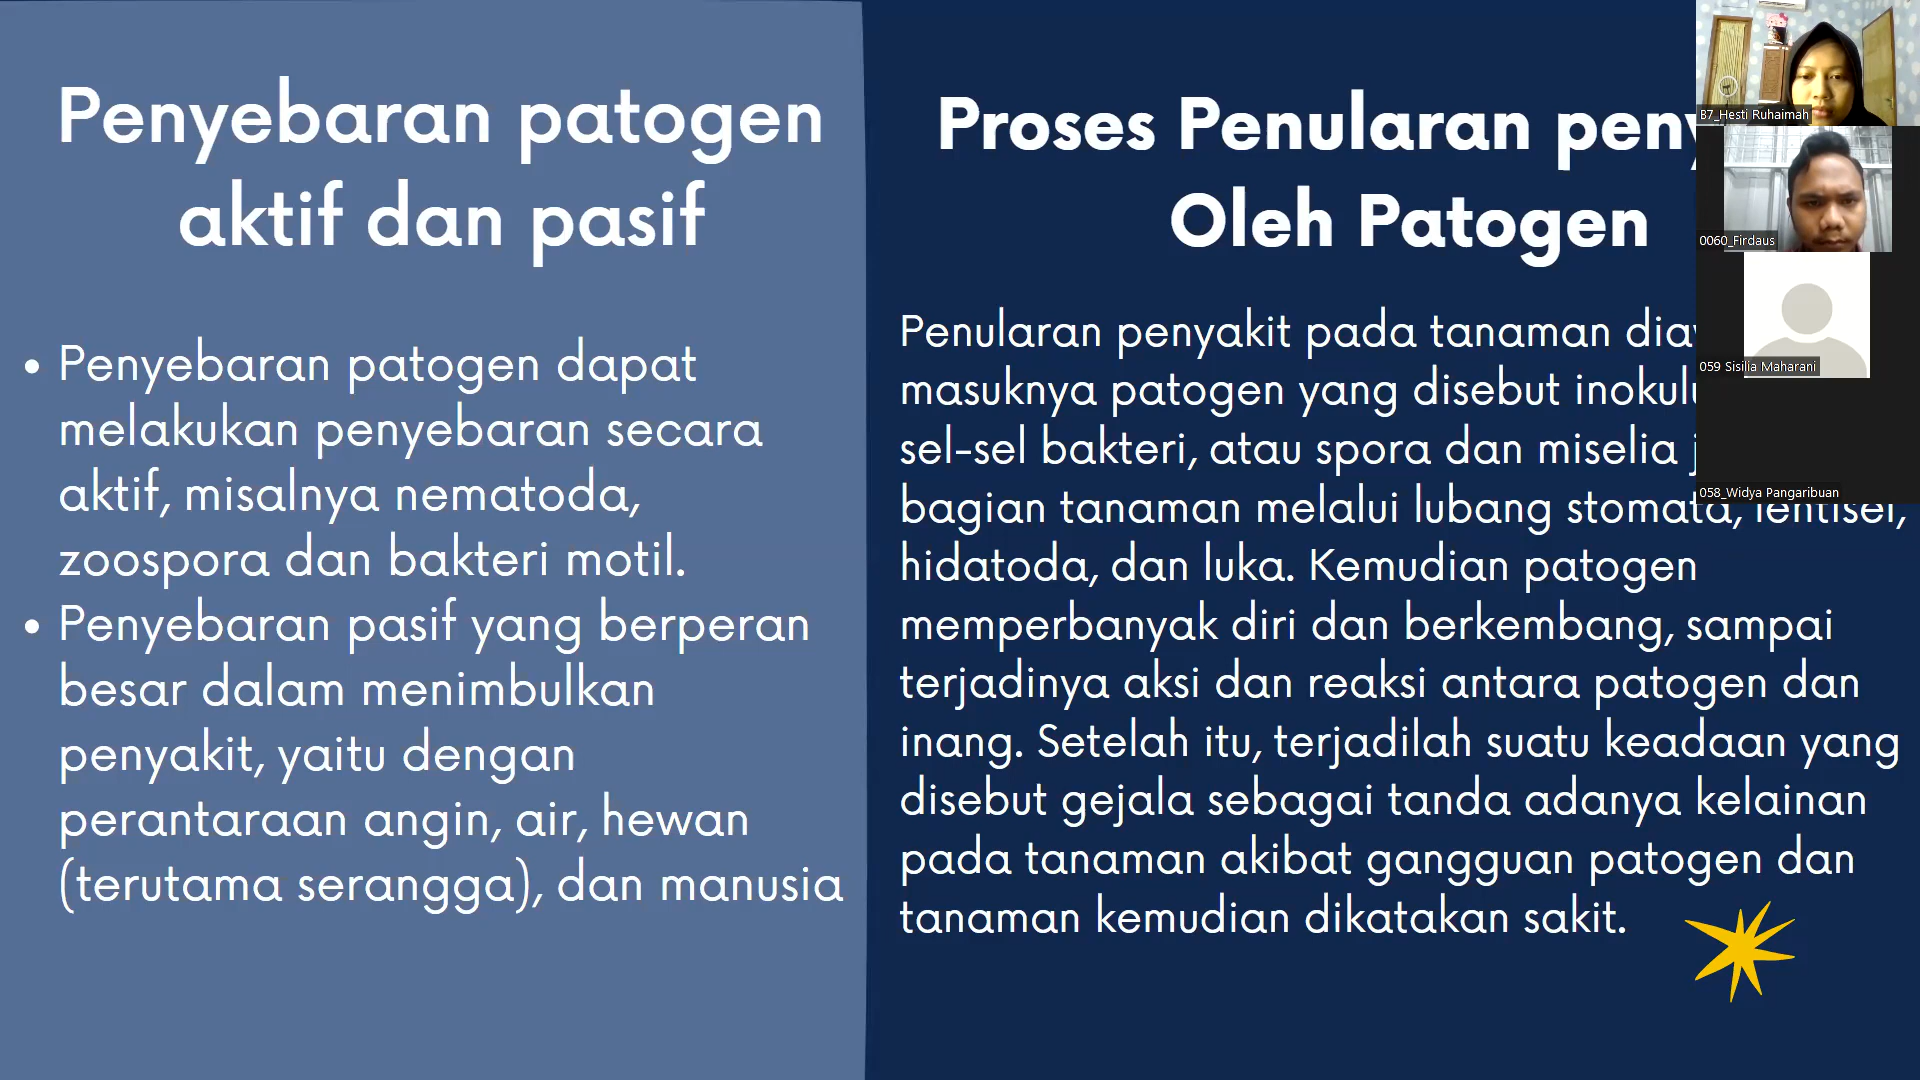 Penyebaran patogen
aktif dan pasif
Penyebaran patogen dapat
melakukan penyebaran secara
aktif, misalnya nematoda,
zoospora dan bakteri motil.
Penyebaran pasif yang berperan
besar dalam menimbulkan
penyakit, yaitu dengan
perantaraan angin, air, hewan
(terutama serangga), dan manusia
Proses Penularan
Oleh Patogen
Penularan penyakit pada tanaman
masuknya patogen yang disebut
sel-sel bakteri, atau spora dan miselia
bagian tanaman melalui lubang stomata, lentisel,
hidatoda, dan luka. Kemudian patogen
memperbanyak diri dan berkembang, sampai
terjadinya aksi dan reaksi antara patogen dan
inang. Setelah itu, terjadilah suatu keadaan yang
disebut gejala sebagai tanda adanya kelainan
pada tanaman akibat gangguan patogen dan
tanaman kemudian dikatakan sakit.
B7_Hesti Ruhaimah
0060_Firdaus
059 Sisilia Maharani
058_Widya Pangaribuan